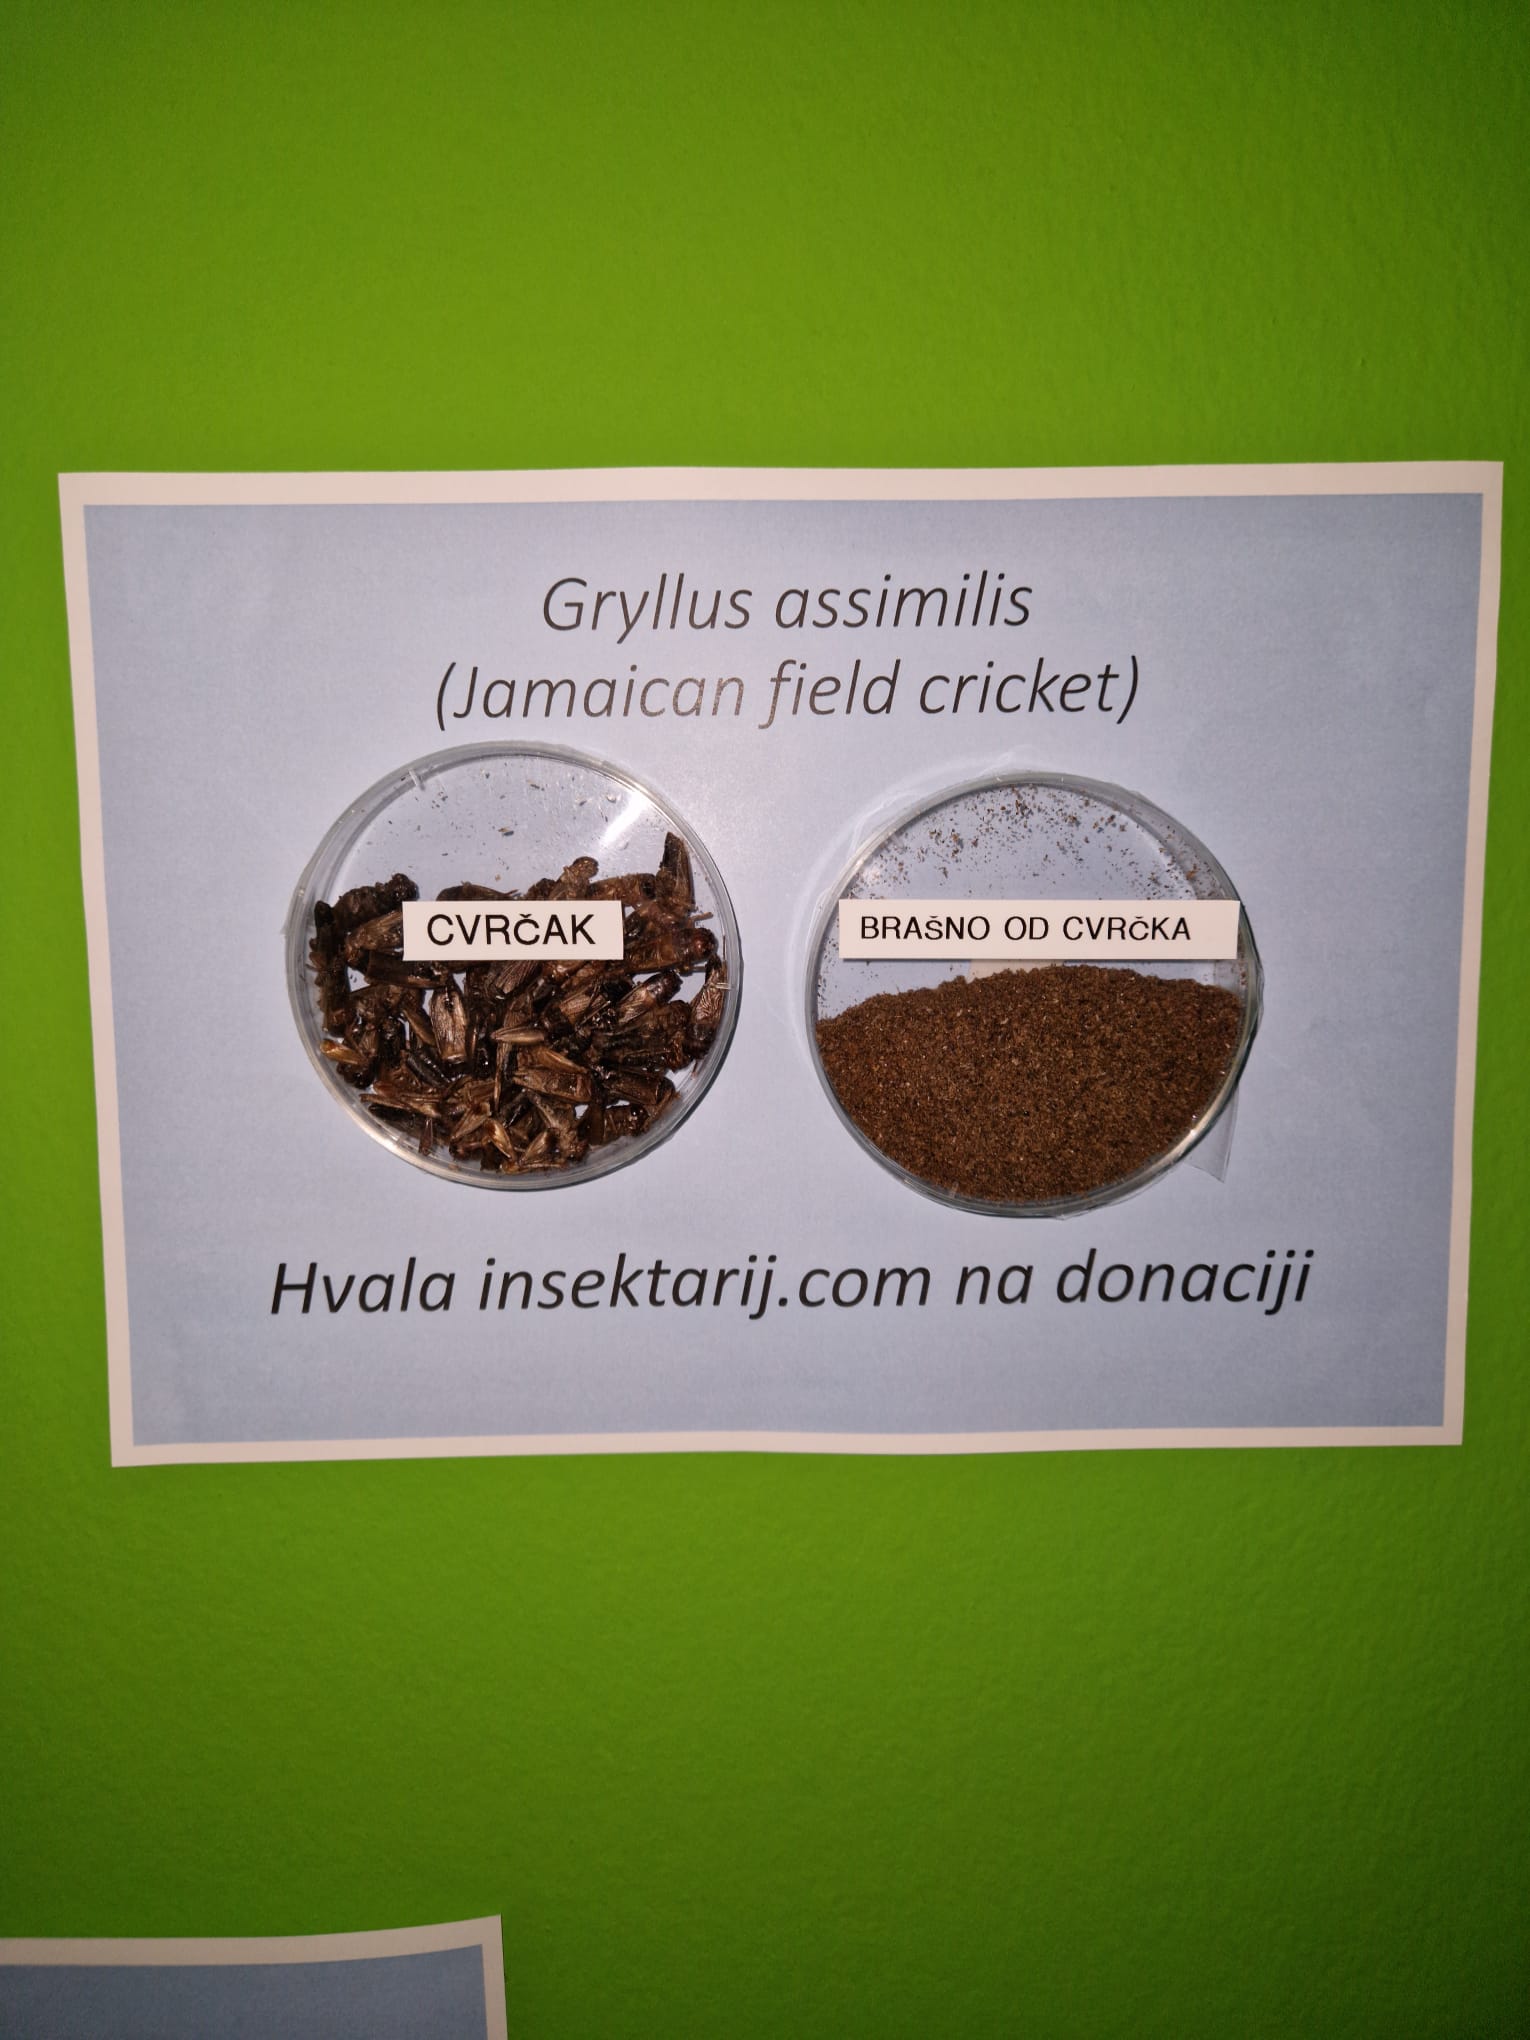 Gryllus assimilis
(Jamaican field cricket)
CVRČAK
BRAŠNO OD CVRČKA
Hvala insektarij.com na donaciji